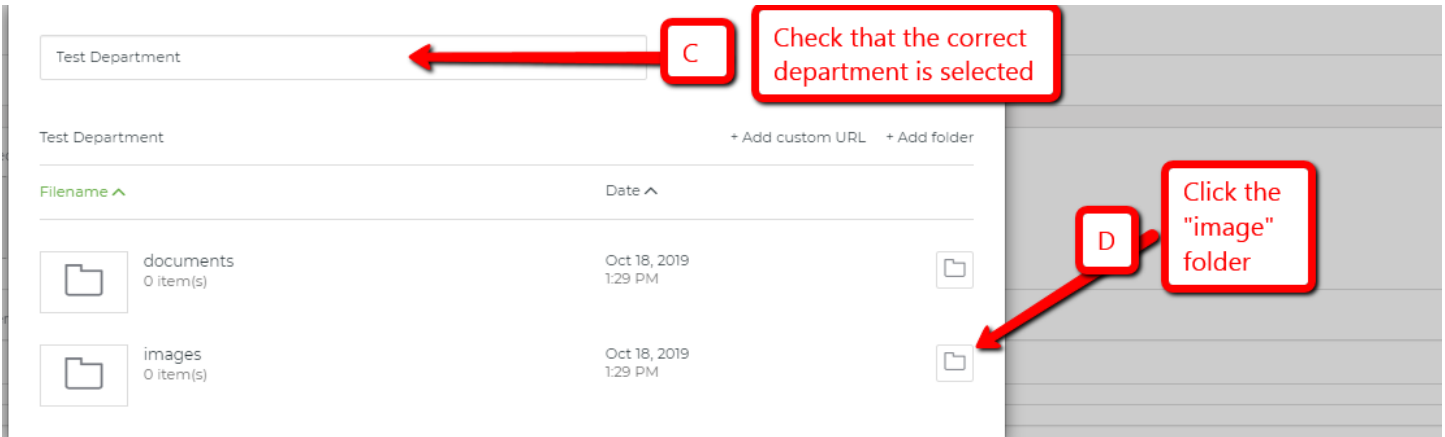 Test Department
C
Check that the correct
department is selected
Test Department
+ Add custom URL + Add folder
Filename
Date
documents
0 item(s)
Oct 18, 2019
1:29 PM
images
0 item(s)
Oct 18, 2019
1:29 PM
D
Click the
"image"
folder